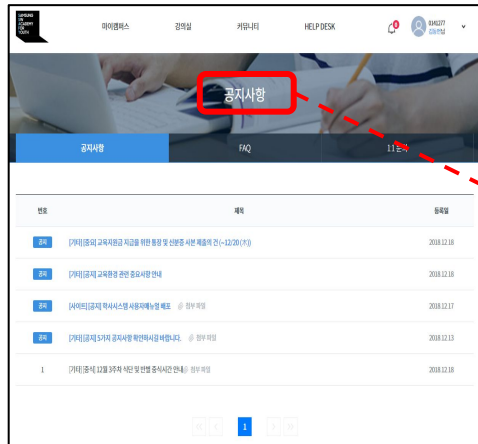 SAMSUNG
SW
ACADEMY
FOR
YOUTH
마이캠퍼스 강의실 커뮤니티 HELP DESK 0
공지사항
공지사항 FAQ 1:1 문의
번호 제목 등록일
공지 [기타] [중요] 교육지원금 지급을 위한 통장 및 신분증 사본 제출의 건 (~12/20 (木)) 2018.12.18
공지 [기타] [공지] 교육환경 관련 중요사항 안내 2018.12.18
공지 [사이트] [공지] 학사시스템 사용자매뉴얼 배포 첨부파일 2018.12.17
공지 [기타] [공지] 5가지 공지사항 확인하시길 바랍니다. 첨부파일 2018.12.13
1 [기타] [중식] 12월 3주차 식단 및 반별 중식시간 안내 첨부파일 2018.12.18
1